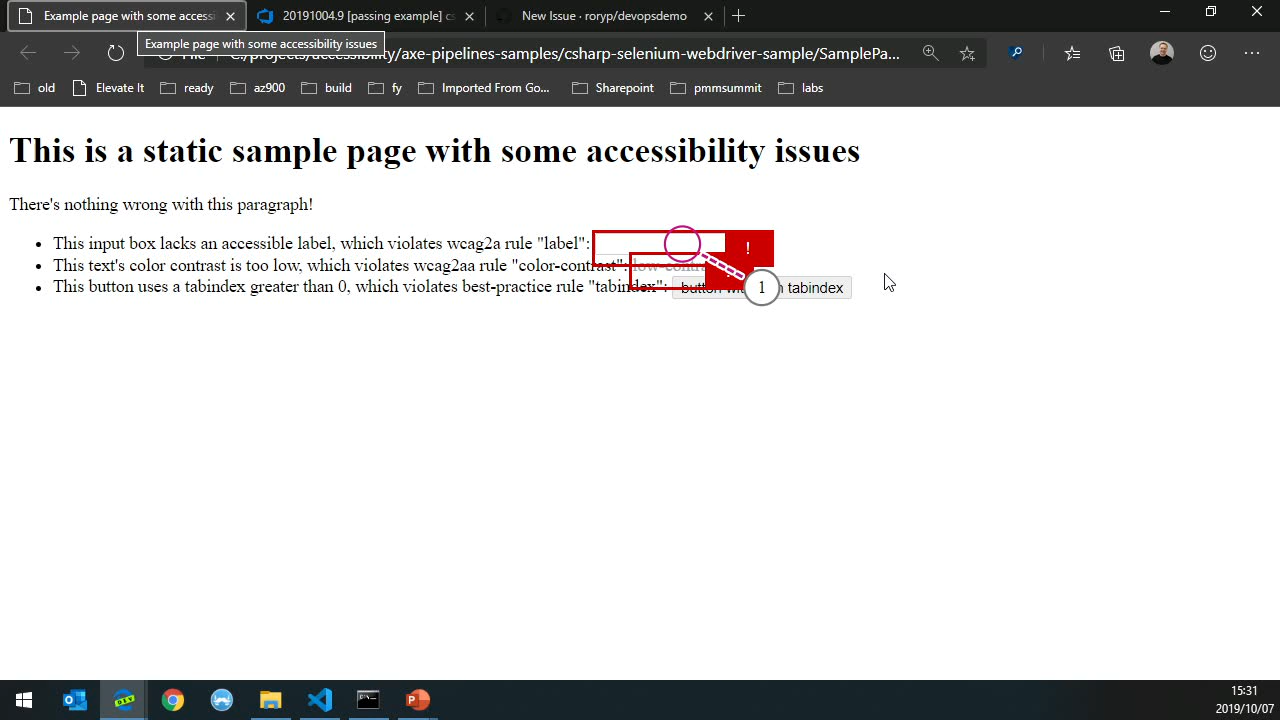 Example page with some accessi
20191004.9 [passing example] cs
New Issue · roryp/devopsdemo
Example page with some accessibility issues
y/axe-pipelines-samples/csharp-selenium-webdriver-sample/SamplePa...
old
Elevate It
ready
az900
build
fy
Imported From Go...
Sharepoint
pmmsummit
labs
This is a static sample page with some accessibility issues
There's nothing wrong with this paragraph!
• This input box lacks an accessible label, which violates wcag2a rule "label": !
• This text's color contrast is too low, which violates wcag2aa rule "color-contrast":
• This button uses a tabindex greater than 0, which violates best-practice rule "tabindex": 1 tabindex
15:31
2019/10/07